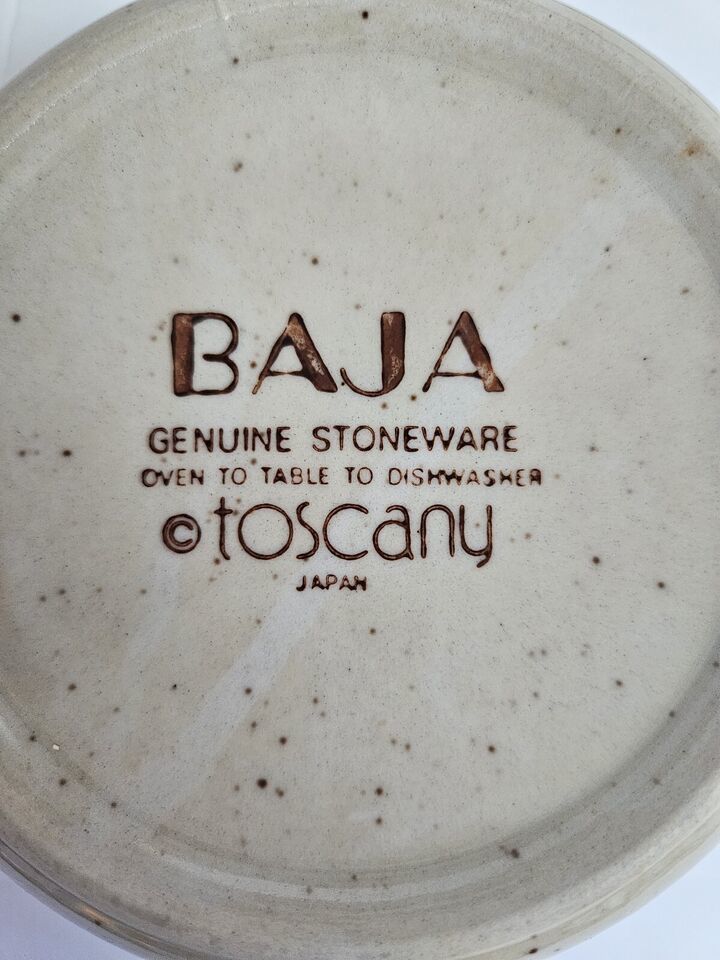 BAJA
GENUINE STONEWARE
OVEN TO TABLE TO DISHWASHER
©toscany
JAPAN